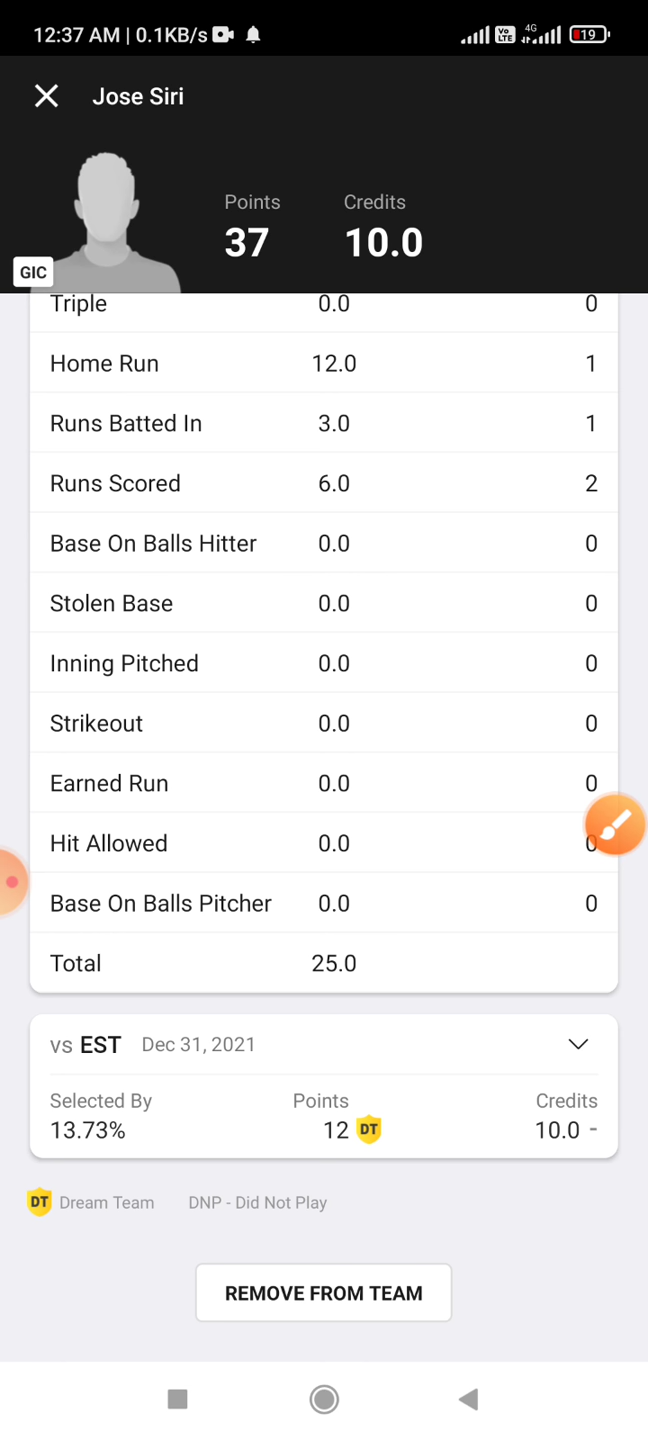 12:37 AM | 0.1KB/s Vo LTE 4G 19
Jose Siri
Points Credits
37 10.0
GIC
Triple 0.0 0
Home Run 12.0 1
Runs Batted In 3.0 1
Runs Scored 6.0 2
Base On Balls Hitter 0.0 0
Stolen Base 0.0 0
Inning Pitched 0.0 0
Strikeout 0.0 0
Earned Run 0.0 0
Hit Allowed 0.0 0
Base On Balls Pitcher 0.0 0
Total 25.0
vs EST Dec 31, 2021
Selected By Points Credits
13.73% 12 DT 10.0 -
DT Dream Team DNP - Did Not Play
REMOVE FROM TEAM